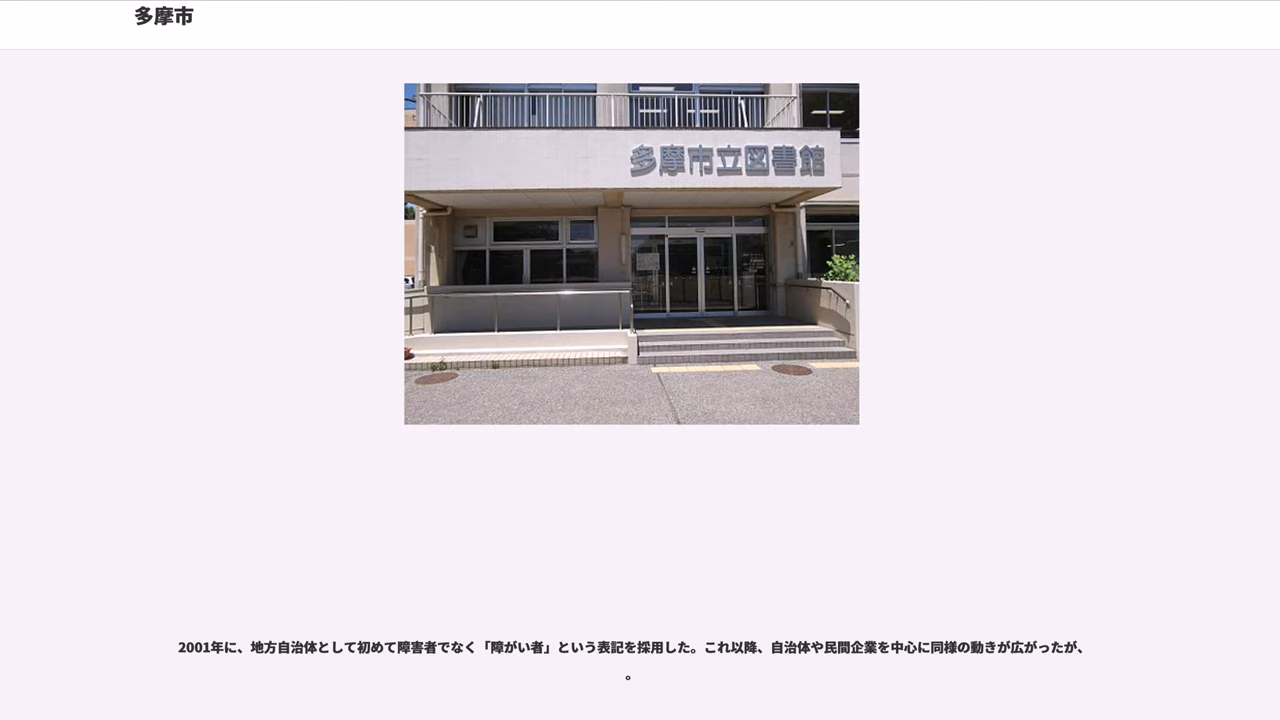 多摩市
多摩市立図書館
2001年に、地方自治体として初めて障害者でなく「障がい者」という表記を採用した。これ以降、自治体や民間企業を中心に同様の動きが広がったが、
。